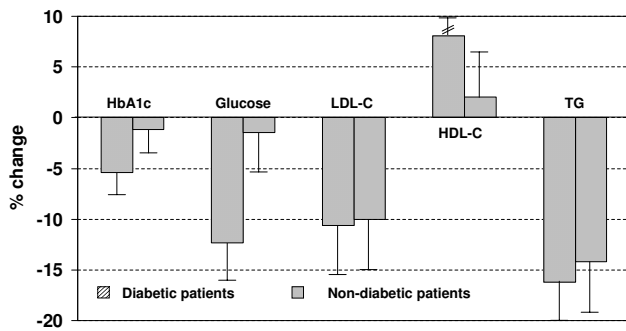 10
5
0
-5
-10
-15
-20
% change
HbA1c
Glucose
LDL-C
HDL-C
TG
Diabetic patients
Non-diabetic patients